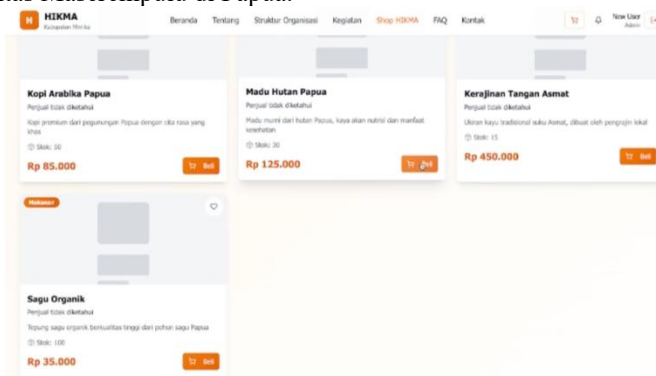 HIKMA
Beranda Tentang Struktur Organisasi Kegiatan Shop HIKMA FAQ Kontak
New User
Admin
Kopi Arabika Papua
Penjual tidak diketahui
Kopi premium dari pegunungan Papua dengan cita rasa yang
khas
Stok: 50
Rp 85.000
Beli
Madu Hutan Papua
Penjual tidak diketahui
Madu murni dari hutan Papua, kaya akan nutrisi dan manfaat
kesehatan
Stok: 30
Rp 125.000
Beli
Kerajinan Tangan Asmat
Penjual tidak diketahui
Ukiran kayu tradisional suku Asmat, dibuat oleh pengrajin lokal
Stok: 15
Rp 450.000
Beli
Makanan
Sagu Organik
Penjual tidak diketahui
Tepung sagu organik berkualitas tinggi dari pohon sagu Papua
Stok: 100
Rp 35.000
Beli